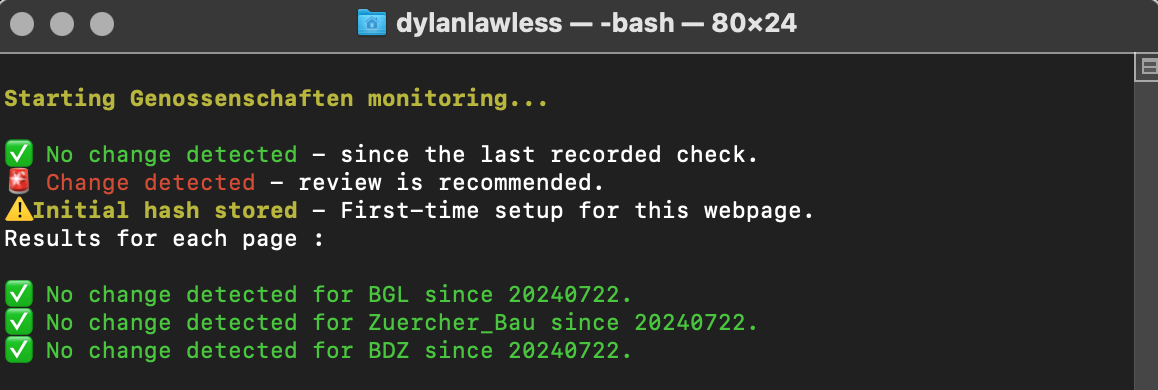 dylanlawless — -bash — 80×24
Starting Genossenschaften monitoring...
✅ No change detected – since the last recorded check.
🚨 Change detected – review is recommended.
⚠️Initial hash stored – First-time setup for this webpage.
Results for each page :
✅ No change detected for BGL since 20240722.
✅ No change detected for Zuercher_Bau since 20240722.
✅ No change detected for BDZ since 20240722.